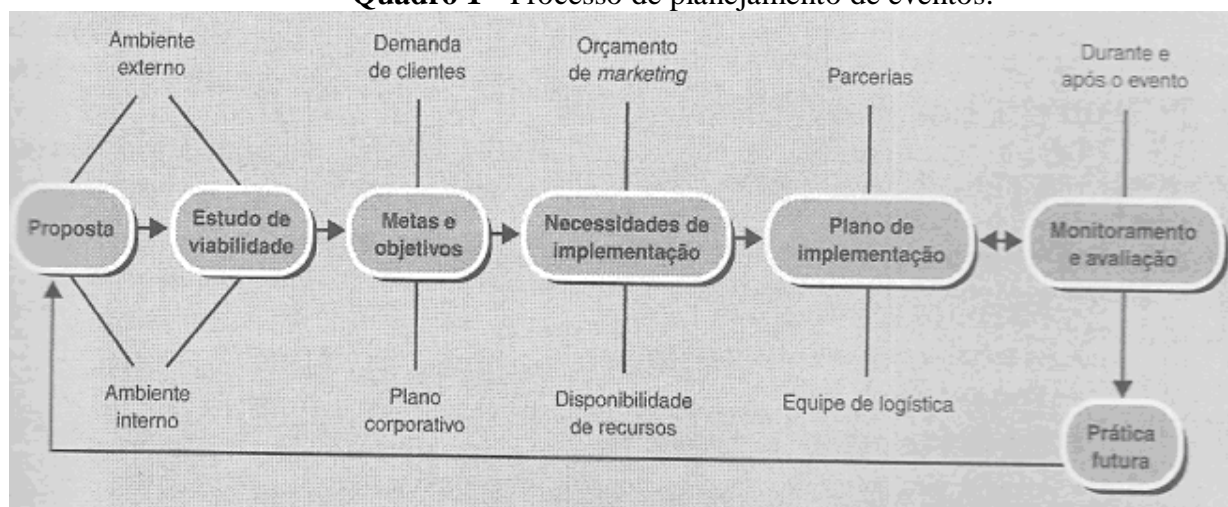 Quadro 1 - Processo de planejamento de eventos.
Ambiente
externo
Demanda
de clientes
Orçamento
de marketing
Parcerias
Durante e
após o evento
Proposta
Estudo de
viabilidade
Metas e
objetivos
Necessidades de
implementação
Plano de
implementação
Monitoramento
e avaliação
Ambiente
interno
Plano
corporativo
Disponibilidade
de recursos
Equipe de logística
Prática
futura